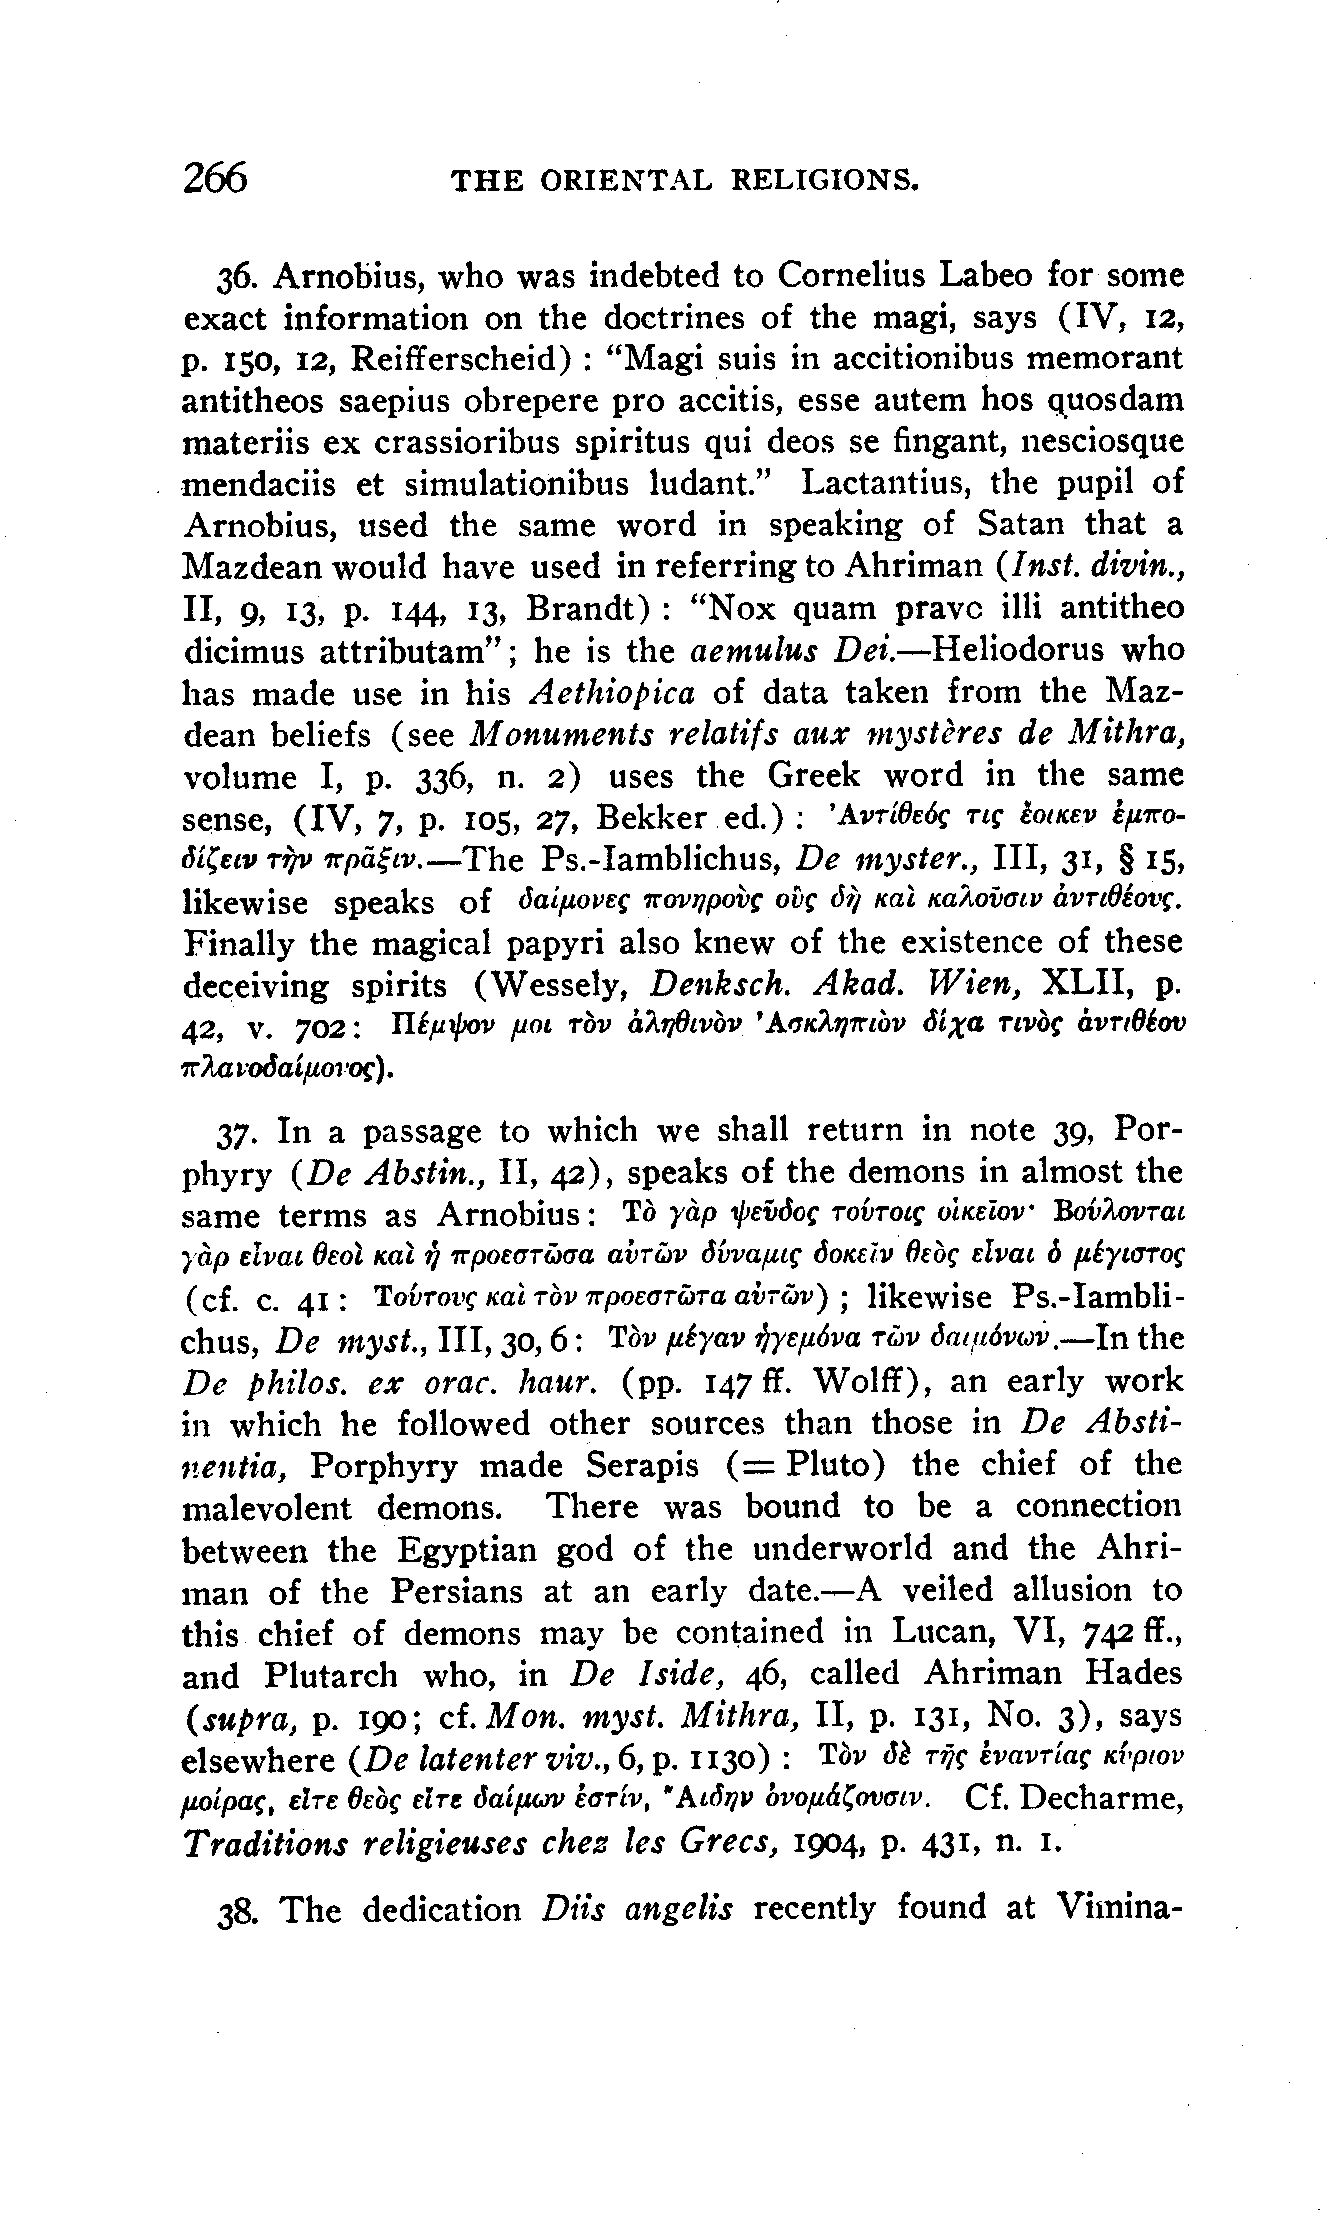 266 THE ORIENTAL RELIGIONS.
36. Arnobius, who was indebted to Cornelius Labeo for some
exact information on the doctrines of the magi, says (IV, 12,
p. 150, 12, Reifferscheid) : "Magi suis in accitionibus memorant
antitheos saepius obrepere pro accitis, esse autem hos quosdam
materiis ex crassioribus spiritus qui deos se fingant, nesciosque
mendaciis et simulationibus ludant." Lactantius, the pupil of
Arnobius, used the same word in speaking of Satan that a
Mazdean would have used in referring to Ahriman (Inst. divin.,
II, 9, 13, p. 144, 13, Brandt) : "Nox quam pravc illi antitheo
dicimus attributam" ; he is the aemulus Dei.—Heliodorus who
has made use in his Aethiopica of data taken from the Maz-
dean beliefs (see Monuments relatifs aux mystères de Mithra,
volume I, p. 336, n. 2) uses the Greek word in the same
sense, (IV, 7, p. 105, 27, Bekker ed.) : Ἀντίθεός τις ἔοικεν ἐμπο-
δίζειν τὴν πρᾶξιν.—The Ps.-Iamblichus, De myster., III, 31, § 15,
likewise speaks of δαίμονες πονηροὺς οὓς δὴ καὶ καλοῦσιν ἀντιθέους.
Finally the magical papyri also knew of the existence of these
deceiving spirits (Wessely, Denksch. Akad. Wien, XLII, p.
42, v. 702: Πέμψον μοι τὸν ἀληθινὸν Ἀσκληπιὸν δίχα τινὸς ἀντιθέου
πλανοδαίμονος).
37. In a passage to which we shall return in note 39, Por-
phyry (De Abstin., II, 42), speaks of the demons in almost the
same terms as Arnobius: Τὸ γὰρ ψεῦδος τούτοις οἰκεῖον· Βούλονται
γὰρ εἶναι θεοὶ καὶ ἡ προεστῶσα αὐτῶν δύναμις δοκεῖν θεὸς εἶναι ὁ μέγιστος
(cf. c. 41 : Τούτους καὶ τὸν προεστῶτα αὐτῶν) ; likewise Ps.-Iambli-
chus, De myst., III, 30, 6: Τὸν μέγαν ἡγεμόνα τῶν δαιμόνων.—In the
De philos. ex orac. haur. (pp. 147 ff. Wolff), an early work
in which he followed other sources than those in De Absti-
nentia, Porphyry made Serapis (= Pluto) the chief of the
malevolent demons. There was bound to be a connection
between the Egyptian god of the underworld and the Ahri-
man of the Persians at an early date.—A veiled allusion to
this chief of demons may be contained in Lucan, VI, 742 ff.,
and Plutarch who, in De Iside, 46, called Ahriman Hades
(supra, p. 190; cf. Mon. myst. Mithra, II, p. 131, No. 3), says
elsewhere (De latenter viv., 6, p. 1130) : Τὸν δὲ τῆς ἐναντίας κύριον
μοίρας, εἴτε θεὸς εἴτε δαίμων ἐστίν, Ἅιδην ὀνομάζουσιν. Cf. Decharme,
Traditions religieuses chez les Grecs, 1904, p. 431, n. 1.
38. The dedication Diis angelis recently found at Vimina-